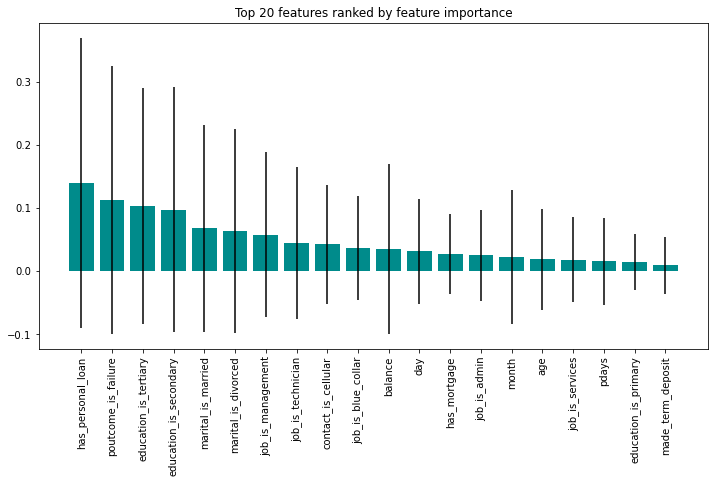 Top 20 features ranked by feature importance
0.3
0.2
0.1
0.0
−0.1
has_personal_loan
poutcome_is_failure
education_is_tertiary
education_is_secondary
marital_is_married
marital_is_divorced
job_is_management
job_is_technician
contact_is_cellular
job_is_blue_collar
balance
day
has_mortgage
job_is_admin
month
age
job_is_services
pdays
education_is_primary
made_term_deposit